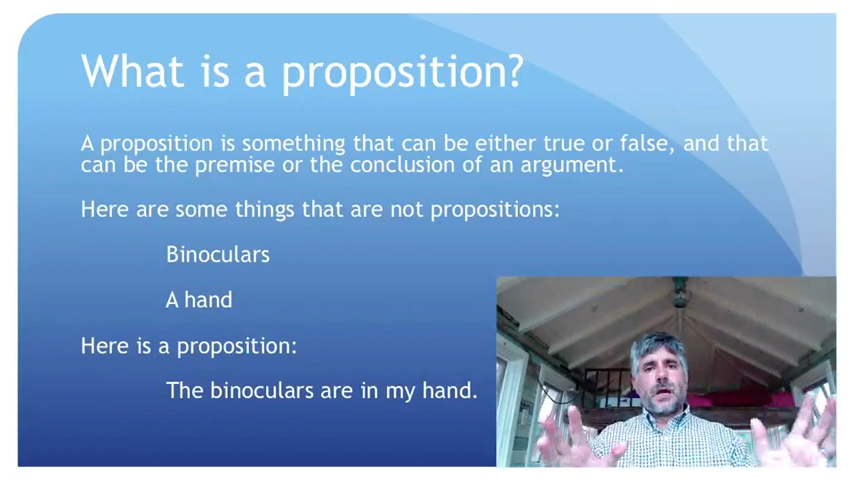 What is a proposition?
A proposition is something that can be either true or false, and that
can be the premise or the conclusion of an argument.
Here are some things that are not propositions:
Binoculars
A hand
Here is a proposition:
The binoculars are in my hand.